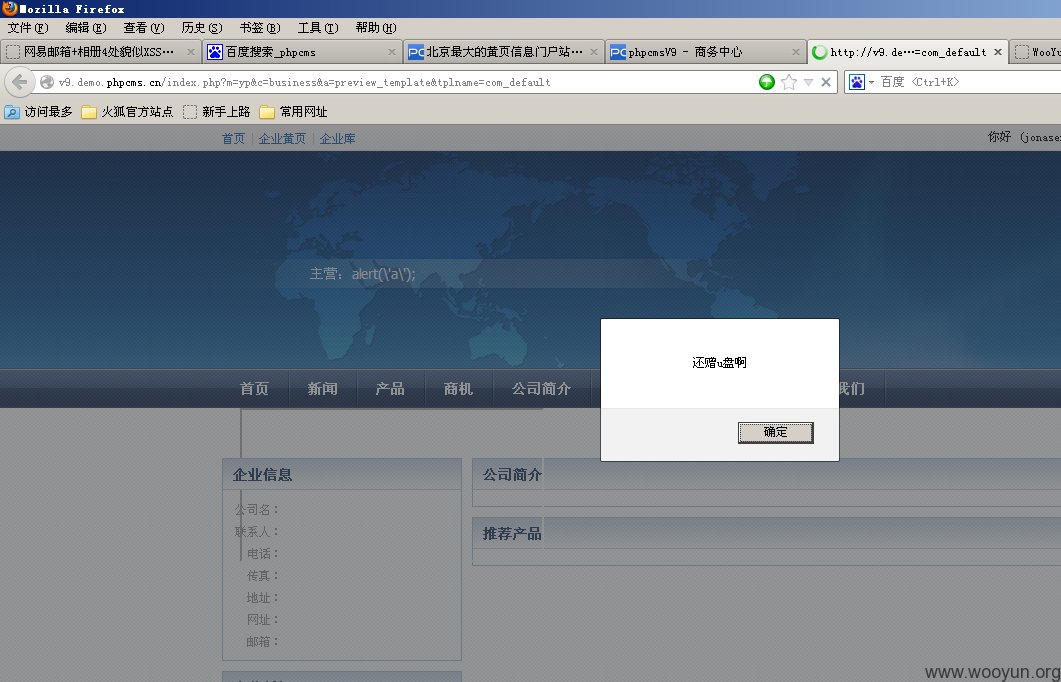 Mozilla Firefox
文件(F) 编辑(E) 查看(V) 历史(S) 书签(B) 工具(T) 帮助(H)
网易邮箱+相册4处貌似XSS… 百度搜索_phpcms 北京最大的黄页信息门户站… phpcmsV9 - 商务中心 http://v9.de…=com_default WooYu
v9.demo.phpcms.cn/index.php?m=yp&c=business&a=preview_template&tplname=com_default 百度 <Ctrl+K>
访问最多 火狐官方站点 新手上路 常用网址
首页 企业黄页 企业库 你好 (jonase
主营：alert(\'a\');
还赠u盘啊
确定
首页 新闻 产品 商机 公司简介 我们
企业信息 公司简介
公司名：
联系人： 推荐产品
电话：
传真：
地址：
网址：
邮箱：
www.wooyun.org